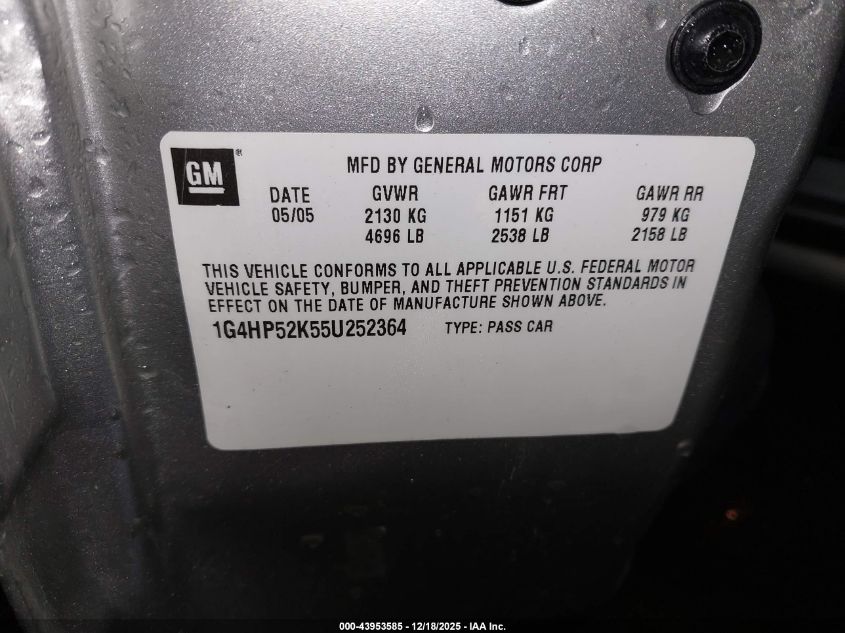 GM®
MFD BY GENERAL MOTORS CORP
DATE GVWR GAWR FRT GAWR RR
05/05 2130 KG 1151 KG 979 KG
4696 LB 2538 LB 2158 LB
THIS VEHICLE CONFORMS TO ALL APPLICABLE U.S. FEDERAL MOTOR
VEHICLE SAFETY, BUMPER, AND THEFT PREVENTION STANDARDS IN
EFFECT ON THE DATE OF MANUFACTURE SHOWN ABOVE.
1G4HP52K55U252364 TYPE: PASS CAR
000-43953585 - 12/18/2025 - IAA Inc.